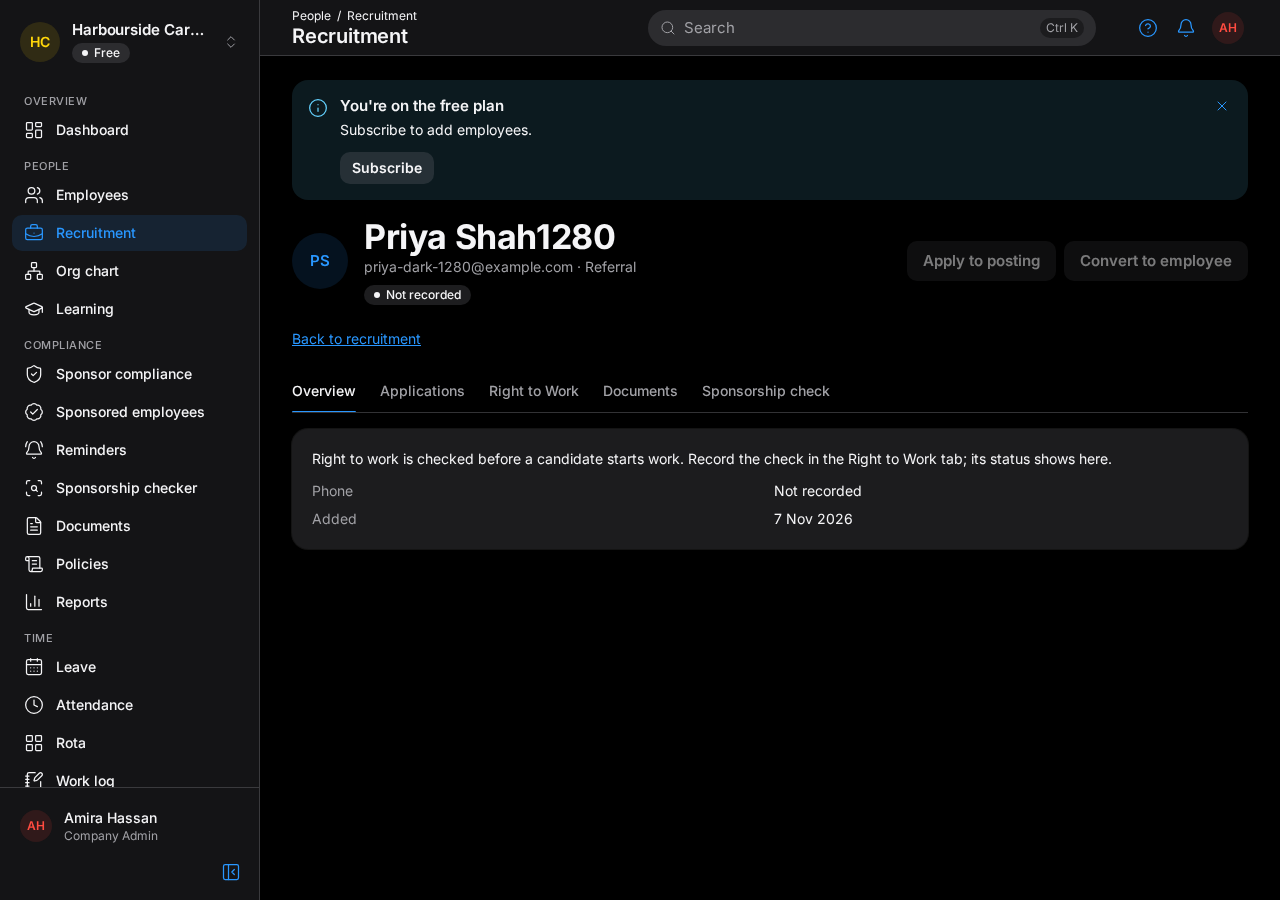 HC
Harbourside Car...
Free
OVERVIEW
Dashboard
PEOPLE
Employees
Recruitment
Org chart
Learning
COMPLIANCE
Sponsor compliance
Sponsored employees
Reminders
Sponsorship checker
Documents
Policies
Reports
TIME
Leave
Attendance
Rota
Work log
AH
Amira Hassan
Company Admin
People / Recruitment
Recruitment
Search
Ctrl K
AH
You're on the free plan
Subscribe to add employees.
Subscribe
PS
Priya Shah1280
priya-dark-1280@example.com · Referral
Not recorded
Apply to posting
Convert to employee
Back to recruitment
Overview
Applications
Right to Work
Documents
Sponsorship check
Right to work is checked before a candidate starts work. Record the check in the Right to Work tab; its status shows here.
Phone
Not recorded
Added
7 Nov 2026